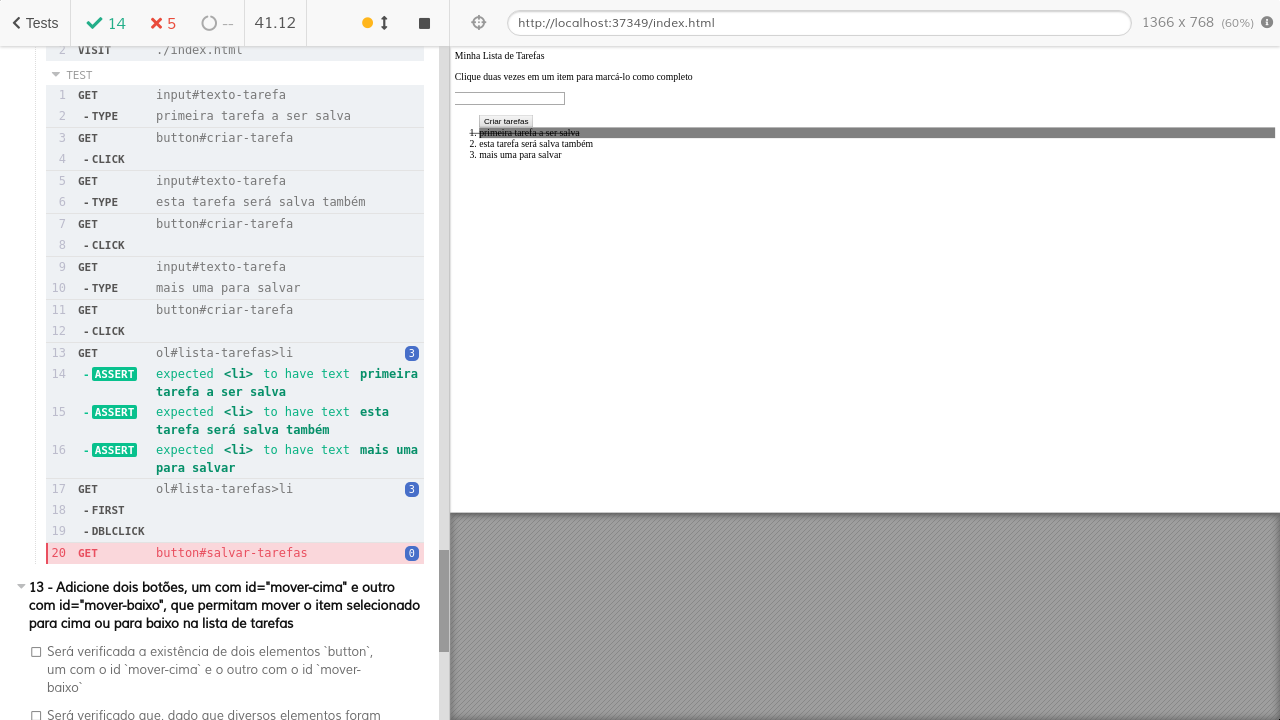 Tests 14 5 -- 41.12
http://localhost:37349/index.html 1366 x 768 (60%)
2 VISIT ./index.html
TEST
1 GET input#texto-tarefa
2 -TYPE primeira tarefa a ser salva
3 GET button#criar-tarefa
4 -CLICK
5 GET input#texto-tarefa
6 -TYPE esta tarefa será salva também
7 GET button#criar-tarefa
8 -CLICK
9 GET input#texto-tarefa
10 -TYPE mais uma para salvar
11 GET button#criar-tarefa
12 -CLICK
13 GET ol#lista-tarefas>li 3
14 -ASSERT expected <li> to have text primeira
tarefa a ser salva
15 -ASSERT expected <li> to have text esta
tarefa será salva também
16 -ASSERT expected <li> to have text mais uma
para salvar
17 GET ol#lista-tarefas>li 3
18 -FIRST
19 -DBLCLICK
20 GET button#salvar-tarefas 0
13 - Adicione dois botões, um com id="mover-cima" e outro
com id="mover-baixo", que permitam mover o item selecionado
para cima ou para baixo na lista de tarefas
Será verificada a existência de dois elementos `button`,
um com o id `mover-cima` e o outro com o id `mover-
baixo`
Será verificado que, dado que diversos elementos foram
Minha Lista de Tarefas
Clique duas vezes em um item para marcá-lo como completo
Criar tarefas
1. primeira tarefa a ser salva
2. esta tarefa será salva também
3. mais uma para salvar